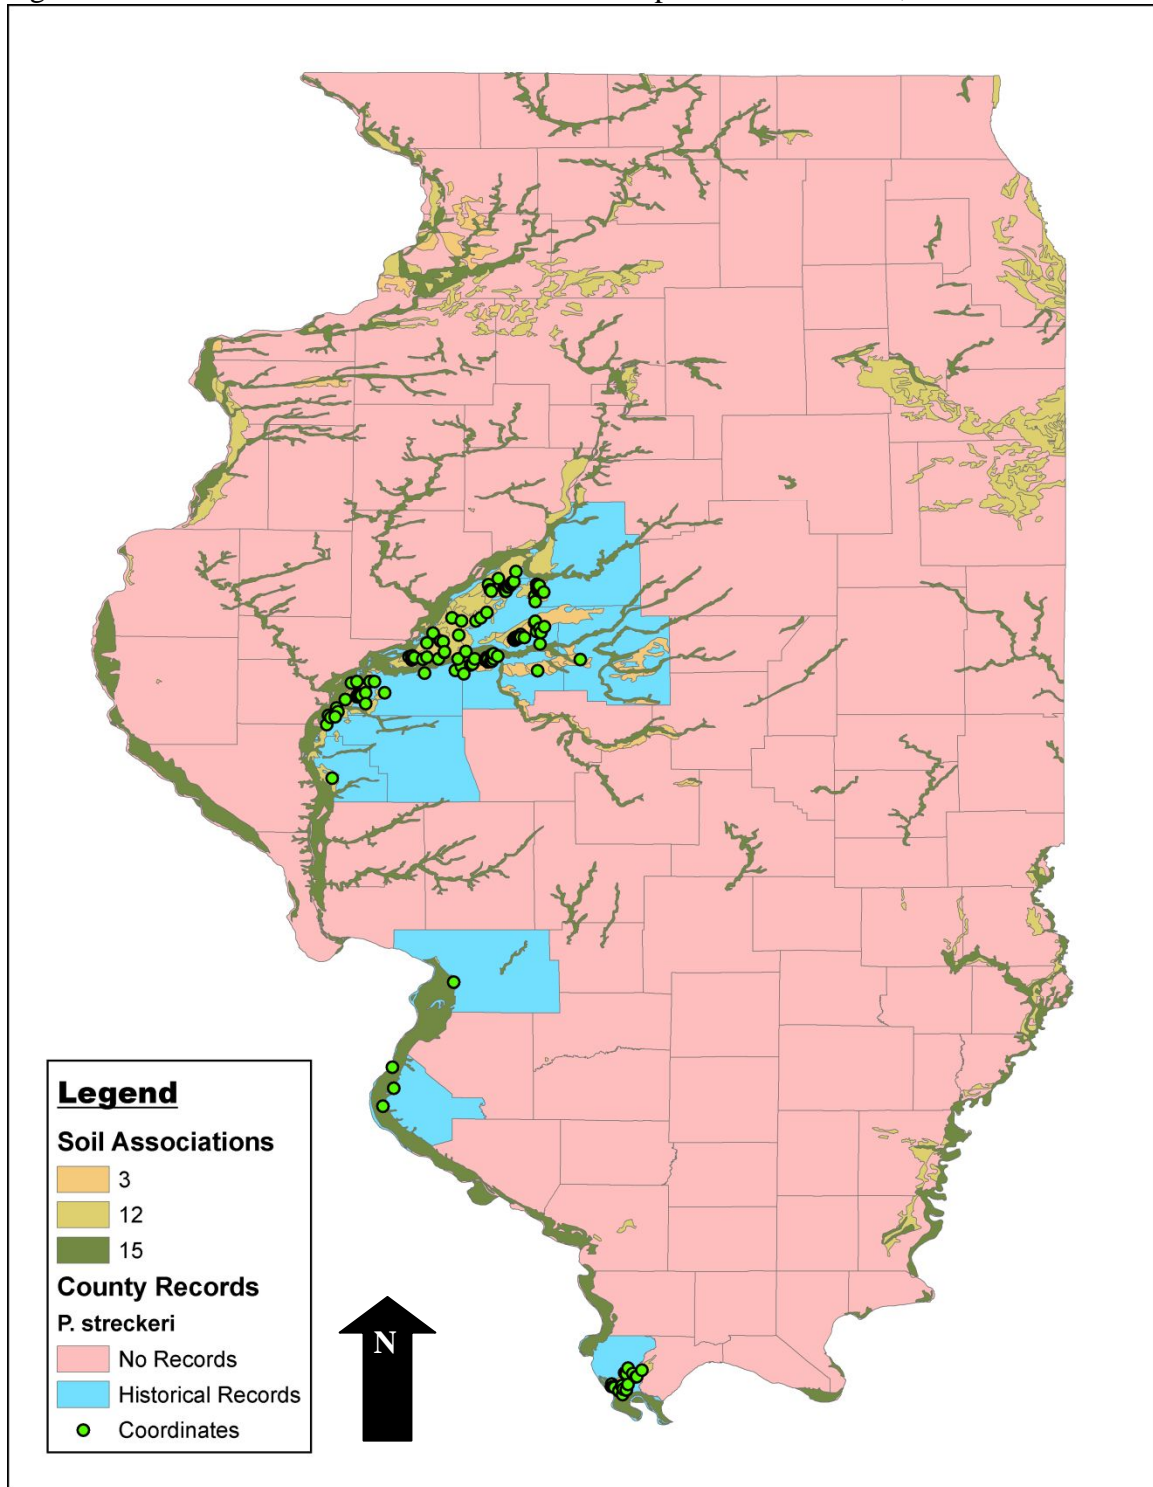 Legend
Soil Associations
3
12
15
County Records
P. streckeri
No Records
Historical Records
Coordinates
N